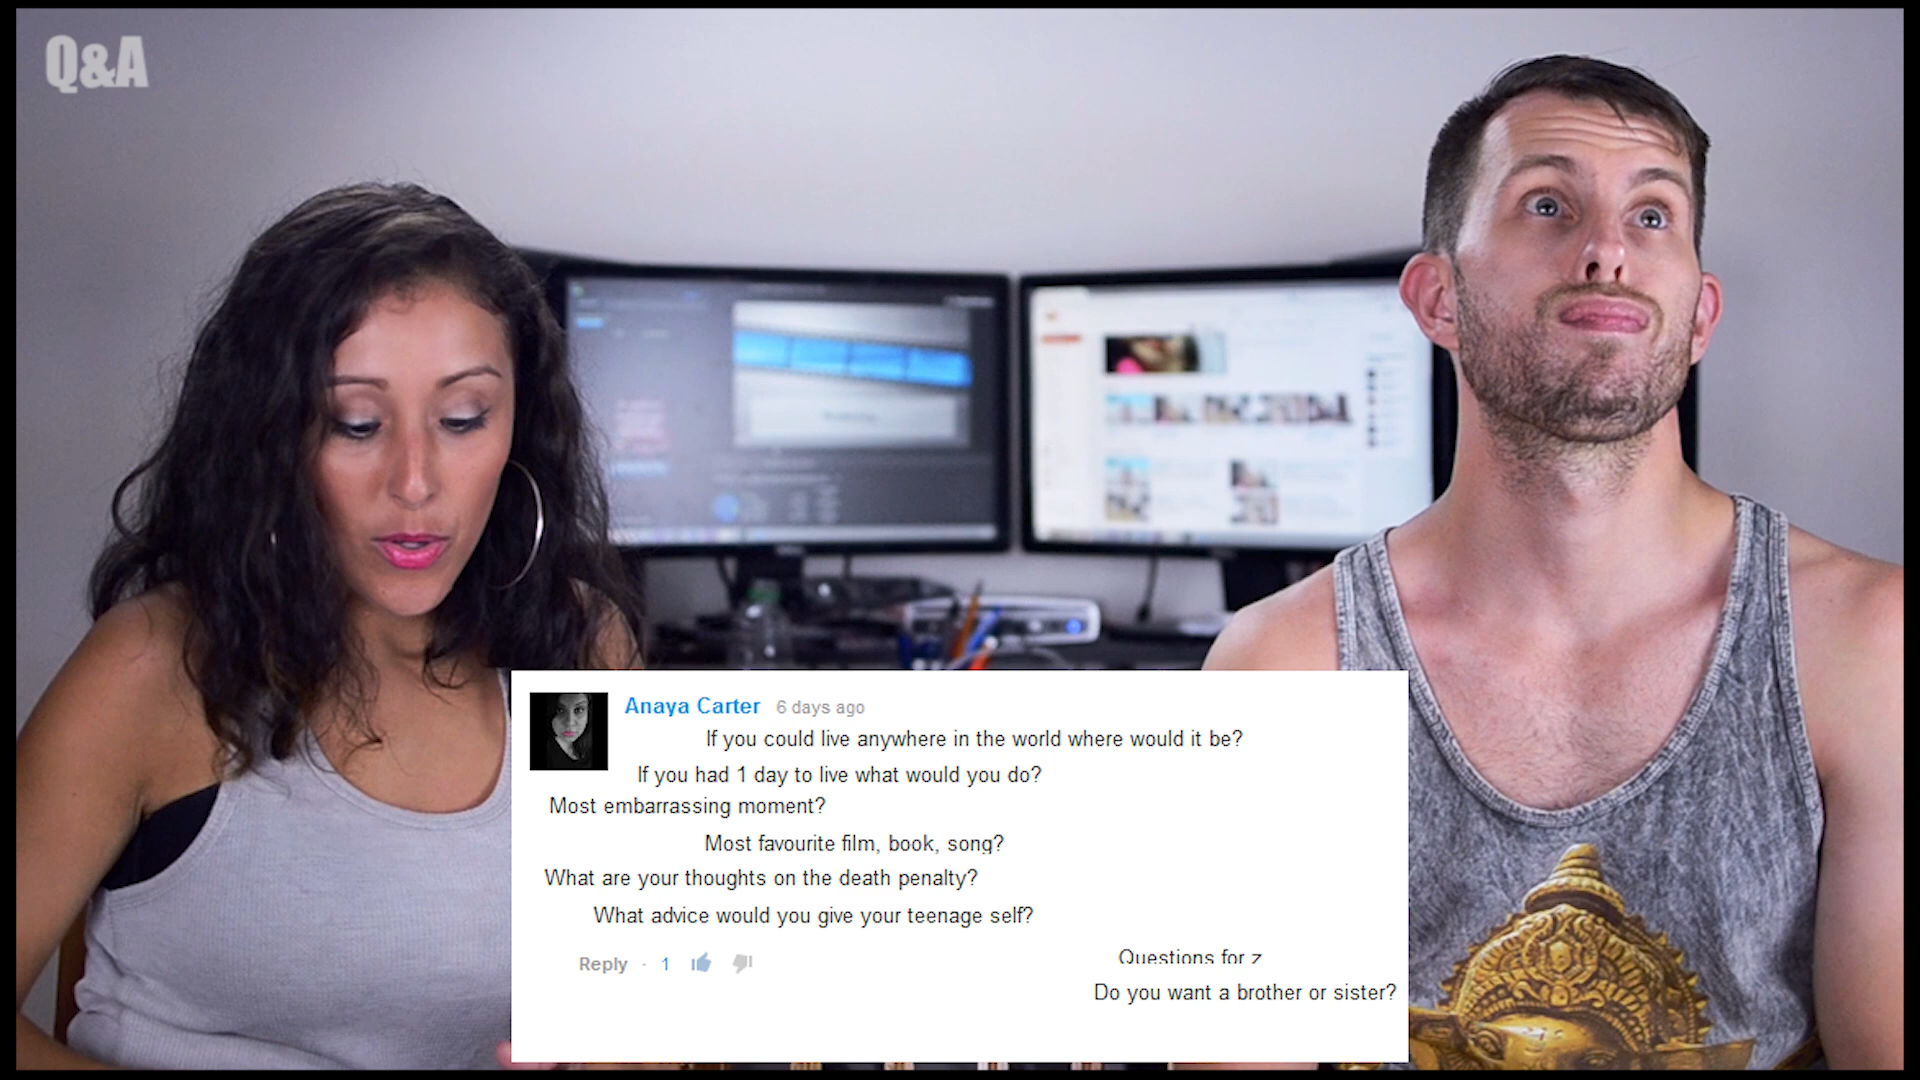 Q&A
Anaya Carter 6 days ago
If you could live anywhere in the world where would it be?
If you had 1 day to live what would you do?
Most embarrassing moment?
Most favourite film, book, song?
What are your thoughts on the death penalty?
What advice would you give your teenage self?
Questions for z
Reply · 1
Do you want a brother or sister?